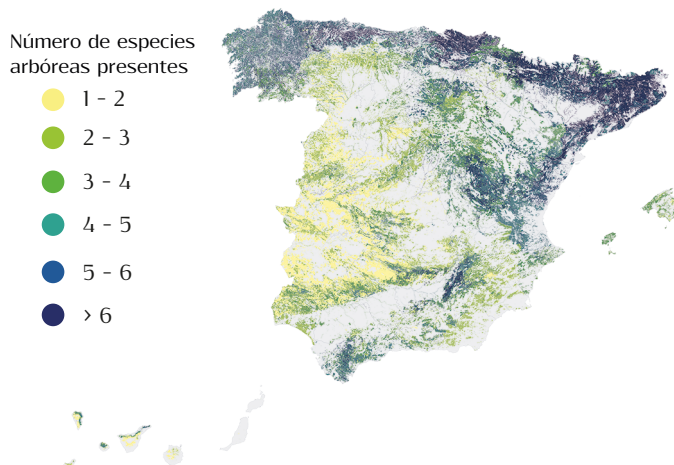 Número de especies
arbóreas presentes
1 - 2
2 - 3
3 - 4
4 - 5
5 - 6
> 6